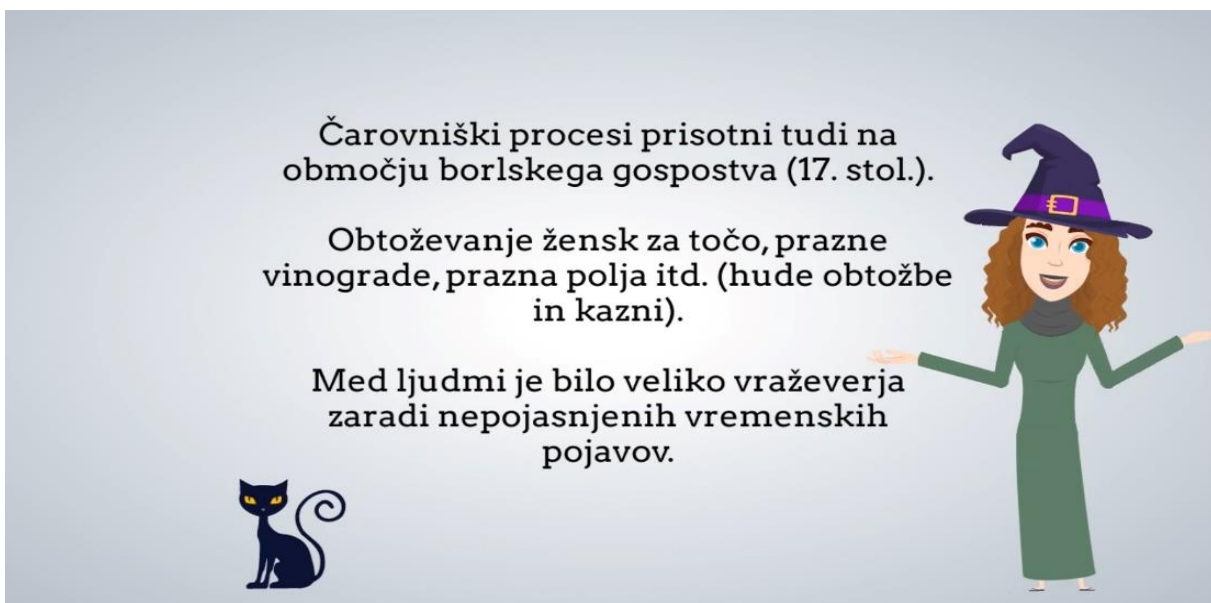 Čarovniški procesi prisotni tudi na
območju borlskega gospostva (17. stol.).
Obtoževanje žensk za točo, prazne
vinograde, prazna polja itd. (hude obtožbe
in kazni).
Med ljudmi je bilo veliko vraževerja
zaradi nepojasnjenih vremenskih
pojavov.